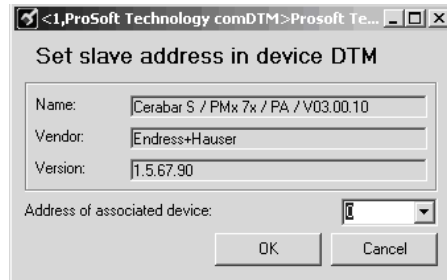 <1,ProSoft Technology comDTM>Prosoft Te...
Set slave address in device DTM
Name: Cerabar S / PMx 7x / PA / V03.00.10
Vendor: Endress+Hauser
Version: 1.5.67.90
Address of associated device:
OK Cancel